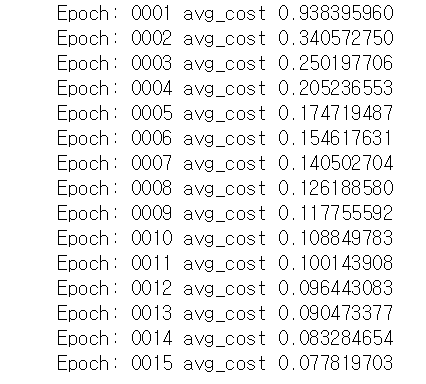 Epoch: 0001 avg_cost 0.938395960
Epoch: 0002 avg_cost 0.340572750
Epoch: 0003 avg_cost 0.250197706
Epoch: 0004 avg_cost 0.205236553
Epoch: 0005 avg_cost 0.174719487
Epoch: 0006 avg_cost 0.154617631
Epoch: 0007 avg_cost 0.140502704
Epoch: 0008 avg_cost 0.126188580
Epoch: 0009 avg_cost 0.117755592
Epoch: 0010 avg_cost 0.108849783
Epoch: 0011 avg_cost 0.100143908
Epoch: 0012 avg_cost 0.096443083
Epoch: 0013 avg_cost 0.090473377
Epoch: 0014 avg_cost 0.083284654
Epoch: 0015 avg_cost 0.077819703